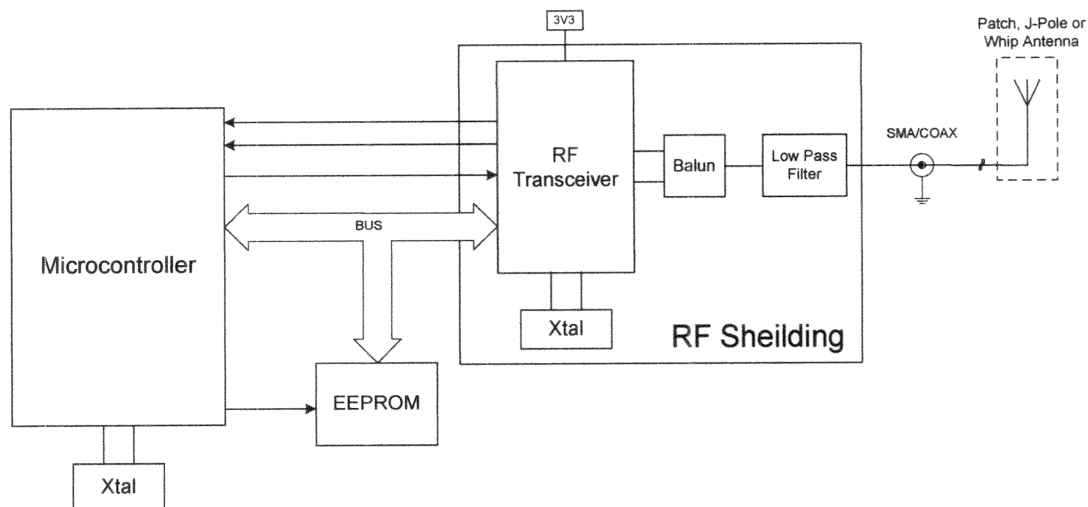 3V3
Patch, J-Pole or
Whip Antenna
SMA/COAX
RF
Transceiver
Balun
Low Pass
Filter
BUS
Microcontroller
Xtal
RF Sheilding
EEPROM
Xtal